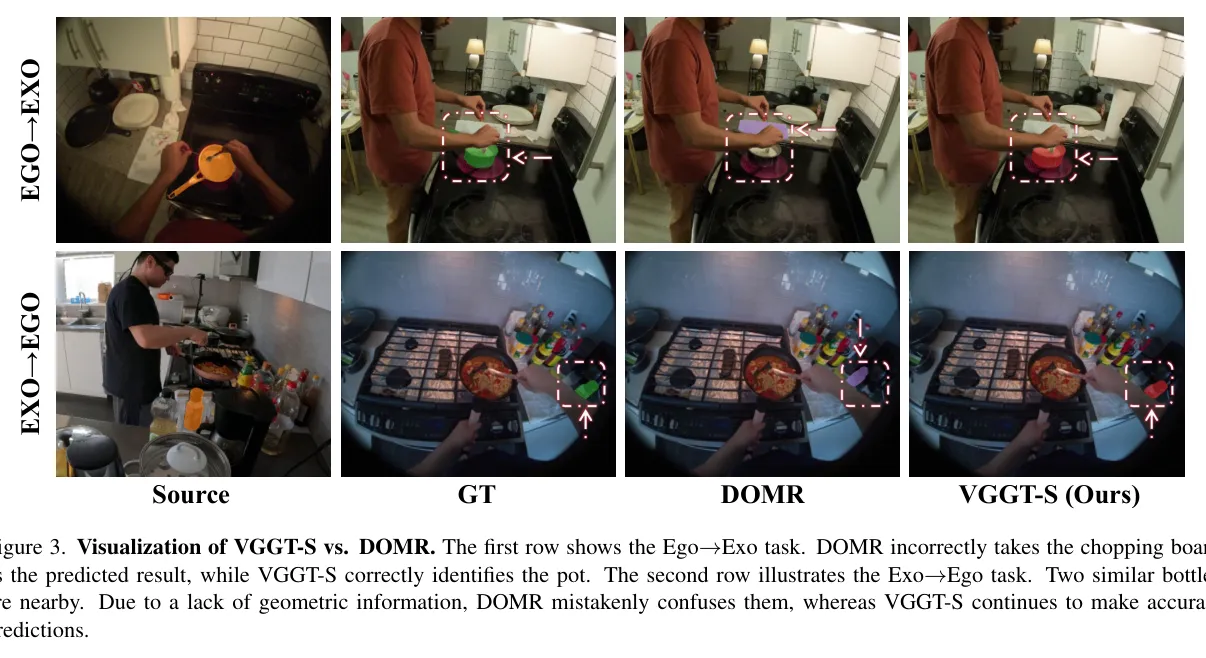 EGO→EXO
EXO→EGO
Source GT DOMR VGGT-S (Ours)
igure 3. Visualization of VGGT-S vs. DOMR. The first row shows the Ego→Exo task. DOMR incorrectly takes the chopping boar
s the predicted result, while VGGT-S correctly identifies the pot. The second row illustrates the Exo→Ego task. Two similar bottle
re nearby. Due to a lack of geometric information, DOMR mistakenly confuses them, whereas VGGT-S continues to make accura
redictions.